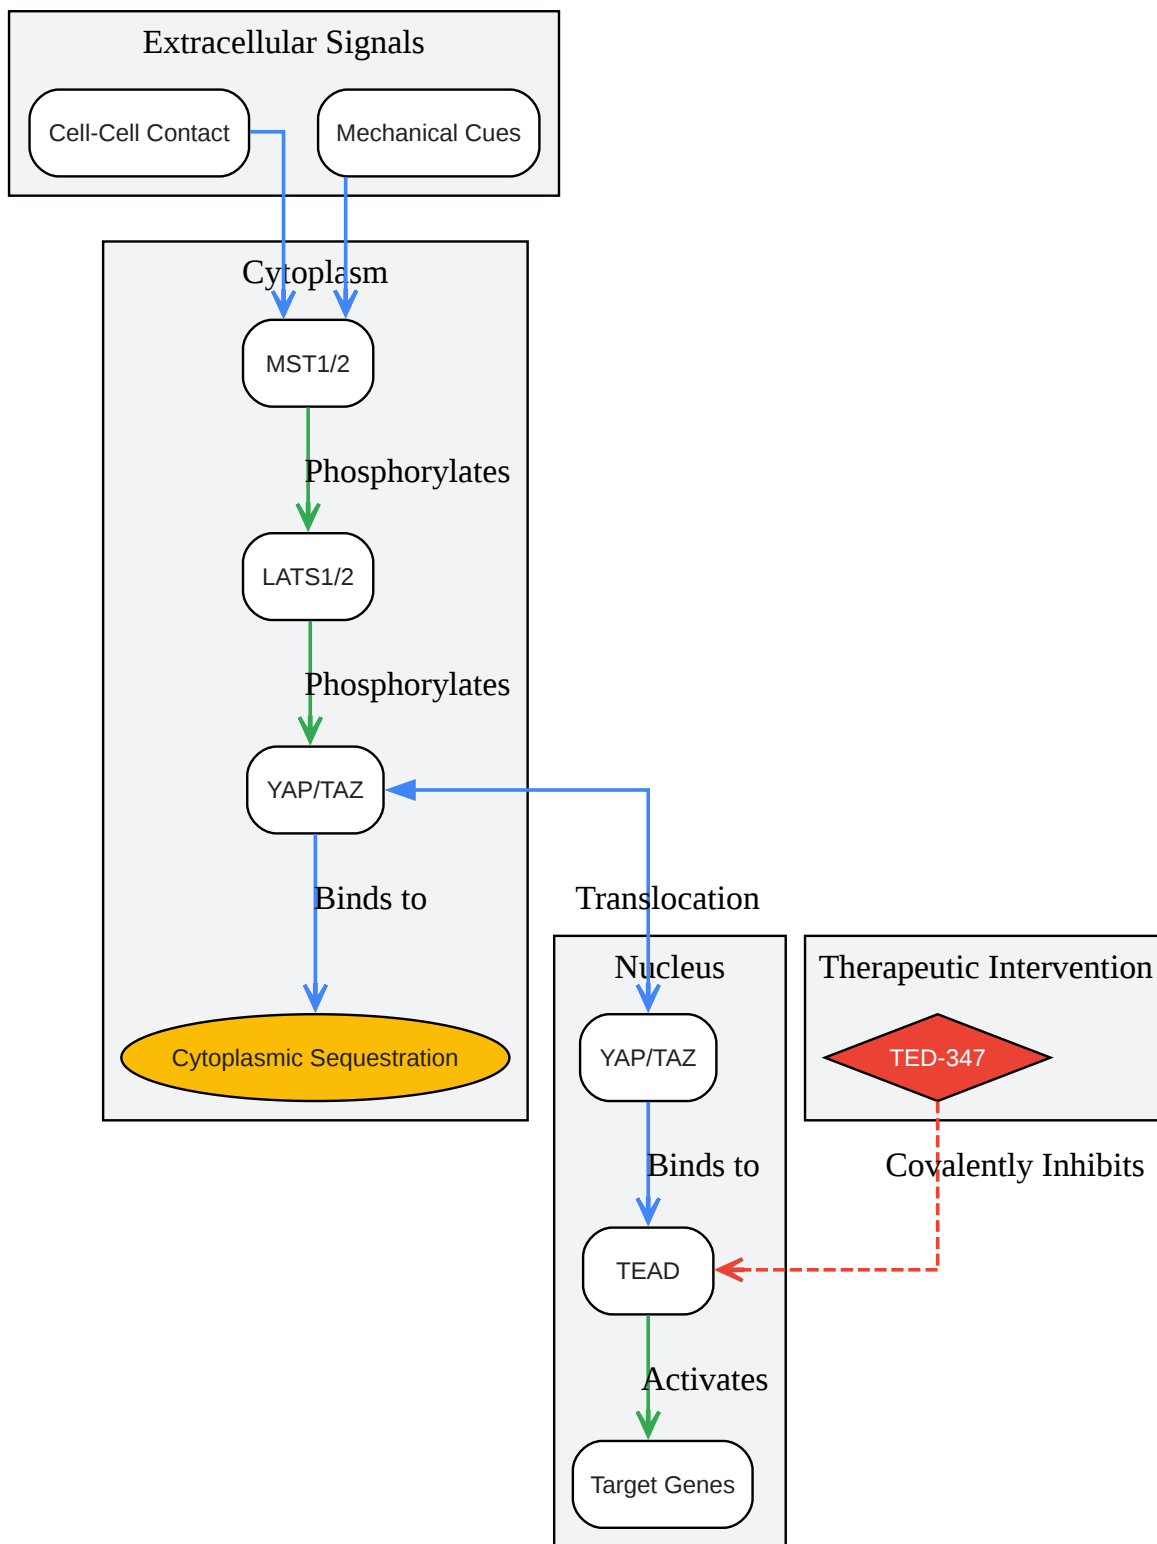 Extracellular Signals
Cell-Cell Contact
Mechanical Cues
Cytoplasm
MST1/2
Phosphorylates
LATS1/2
Phosphorylates
YAP/TAZ
Binds to
Translocation
Nucleus
Therapeutic Intervention
Cytoplasmic Sequestration
YAP/TAZ
TED-347
Binds to
Covalently Inhibits
TEAD
Activates
Target Genes